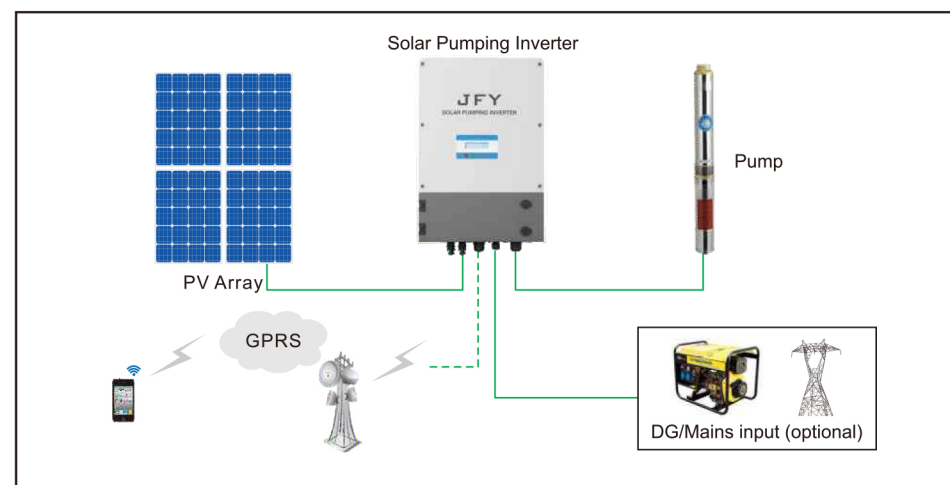 Solar Pumping Inverter
JFY
SOLAR PUMPING INVERTER
Pump
PV Array
GPRS
DG/Mains input (optional)